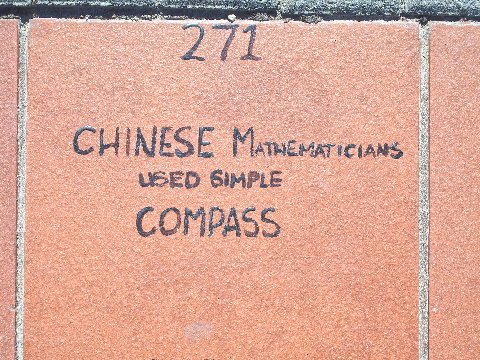 271
CHINESE MATHEMATICIANS
USED SIMPLE
COMPASS